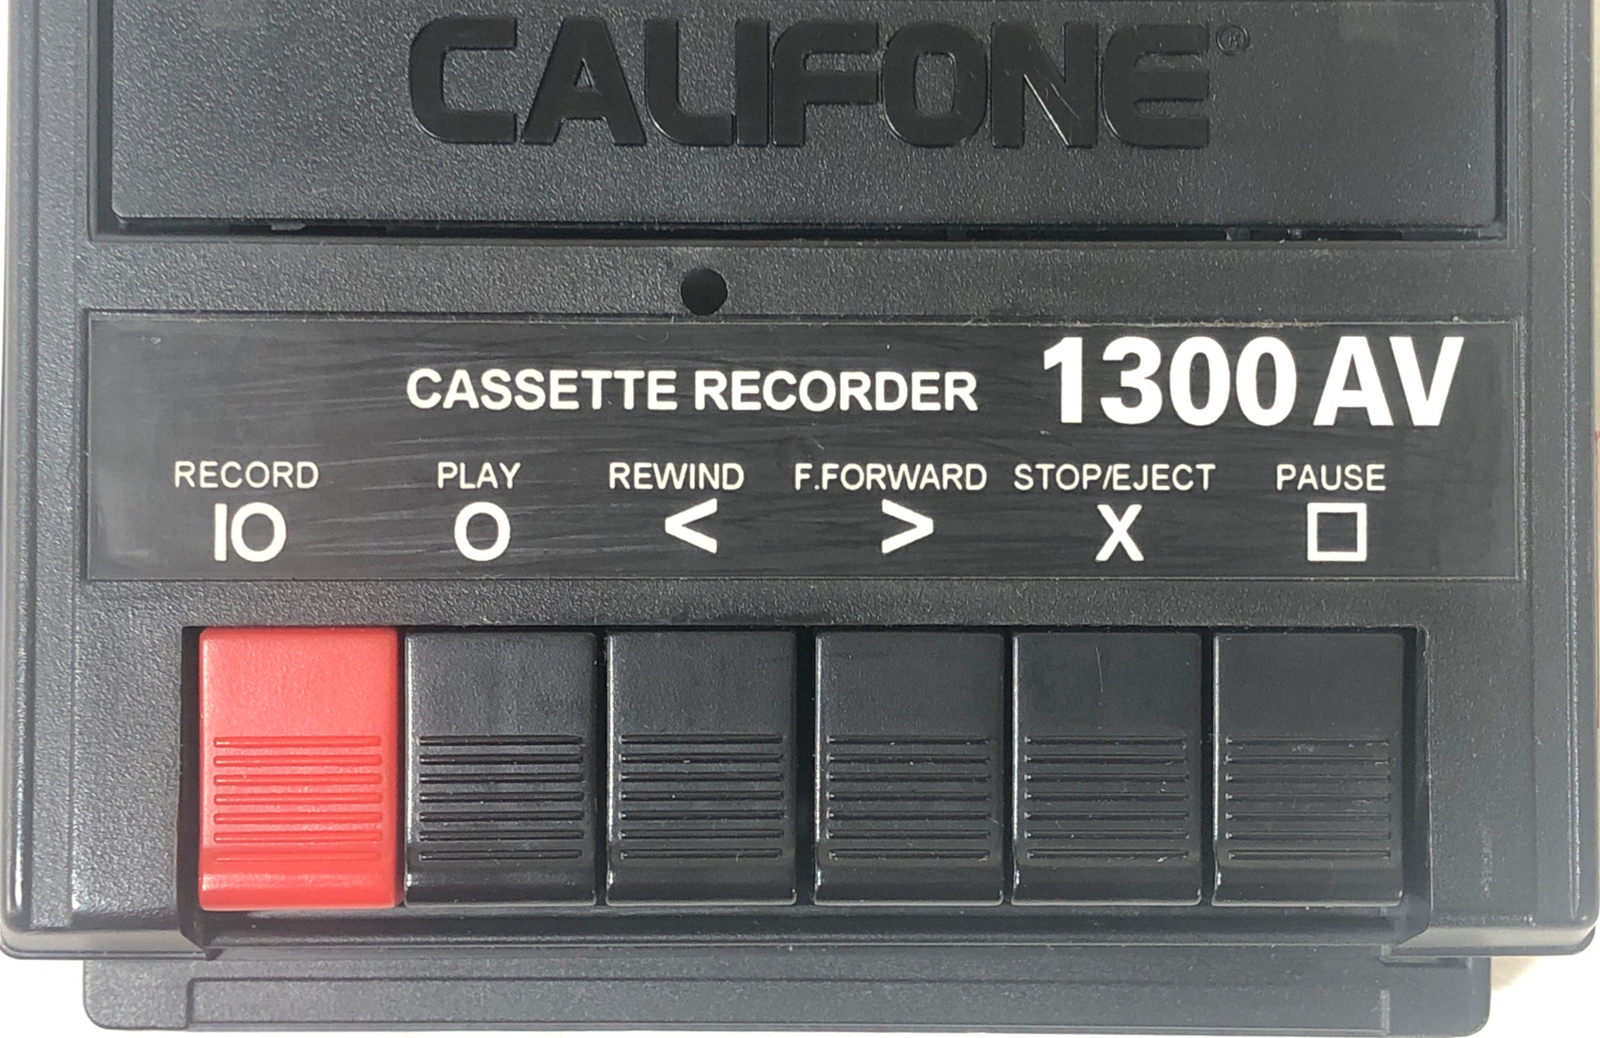 CALIFONE®
CASSETTE RECORDER 1300 AV
RECORD PLAY REWIND F.FORWARD STOP/EJECT PAUSE
IO O < > X □